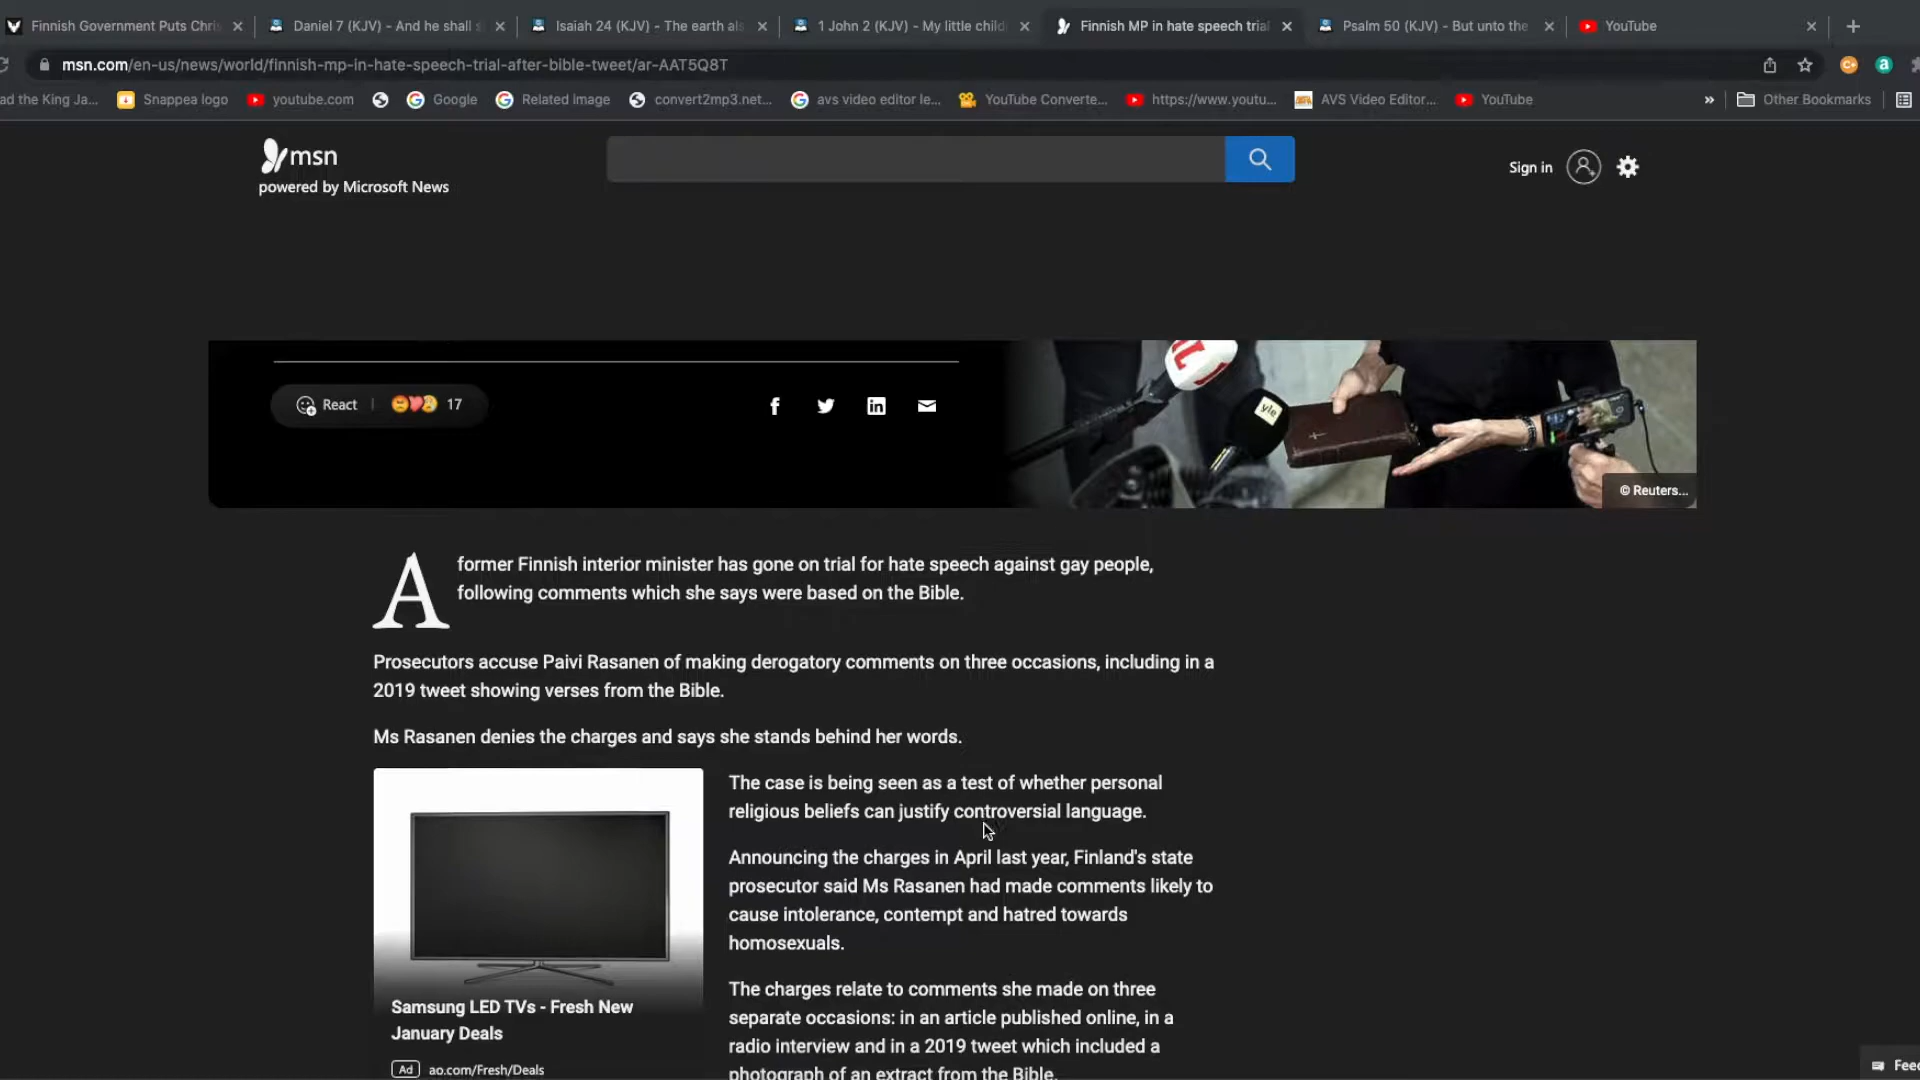 Finnish Government Puts Chris
Daniel 7 (KJV) - And he shall s
Isaiah 24 (KJV) - The earth als
1 John 2 (KJV) - My little child
Finnish MP in hate speech trial
Psalm 50 (KJV) - But unto the
YouTube
msn.com/en-us/news/world/finnish-mp-in-hate-speech-trial-after-bible-tweet/ar-AAT5Q8T
ad the King Ja...
Snappea logo
youtube.com
Google
Related Image
convert2mp3.net...
avs video editor le...
YouTube Converte...
https://www.youtu...
AVS Video Editor...
YouTube
Other Bookmarks
msn
powered by Microsoft News
Sign in
React
17
yle
© Reuters...
A former Finnish interior minister has gone on trial for hate speech against gay people,
following comments which she says were based on the Bible.
Prosecutors accuse Paivi Rasanen of making derogatory comments on three occasions, including in a
2019 tweet showing verses from the Bible.
Ms Rasanen denies the charges and says she stands behind her words.
The case is being seen as a test of whether personal
religious beliefs can justify controversial language.
Announcing the charges in April last year, Finland's state
prosecutor said Ms Rasanen had made comments likely to
cause intolerance, contempt and hatred towards
homosexuals.
The charges relate to comments she made on three
separate occasions: in an article published online, in a
radio interview and in a 2019 tweet which included a
photograph of an extract from the Bible.
Samsung LED TVs - Fresh New
January Deals
Ad
ao.com/Fresh/Deals
Feed